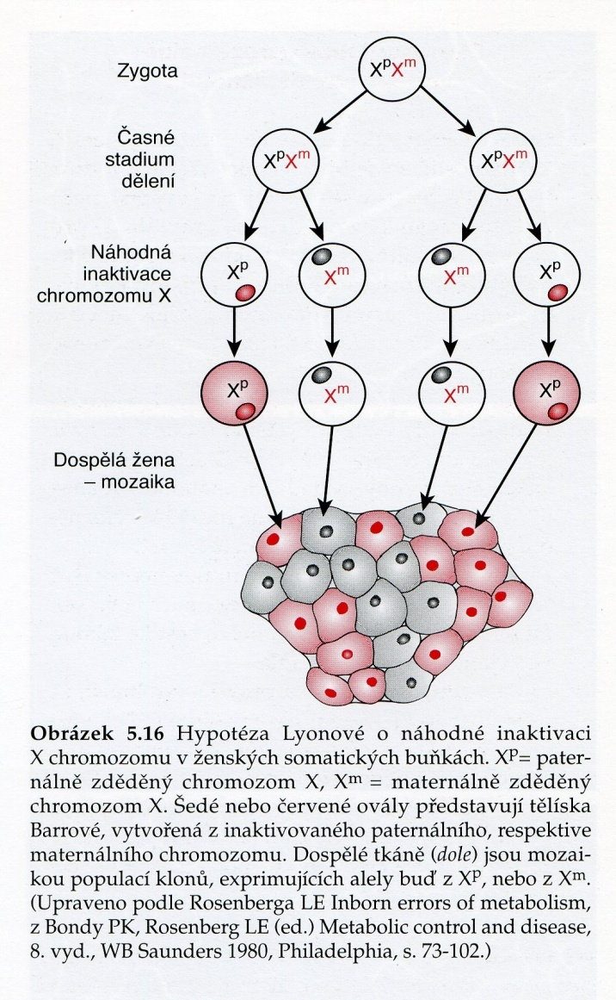 Zygota
XᵖXᵐ
Časné
stadium
dělení
XᵖXᵐ XᵖXᵐ
Náhodná
inaktivace
chromozomu X
Xᵖ Xᵐ Xᵐ Xᵖ
Xᵖ Xᵐ Xᵐ Xᵖ
Dospělá žena
– mozaika
Obrázek 5.16 Hypotéza Lyonové o náhodné inaktivaci
X chromozomu v ženských somatických buňkách. Xᵖ= pater-
nálně zděděný chromozom X, Xᵐ = maternálně zděděný
chromozom X. Šedé nebo červené ovály představují tělíska
Barrové, vytvořená z inaktivovaného paternálního, respektive
maternálního chromozomu. Dospělé tkáně (dole) jsou mozai-
kou populací klonů, exprimujících alely buď z Xᵖ, nebo z Xᵐ.
(Upraveno podle Rosenberga LE Inborn errors of metabolism,
z Bondy PK, Rosenberg LE (ed.) Metabolic control and disease,
8. vyd., WB Saunders 1980, Philadelphia, s. 73-102.)